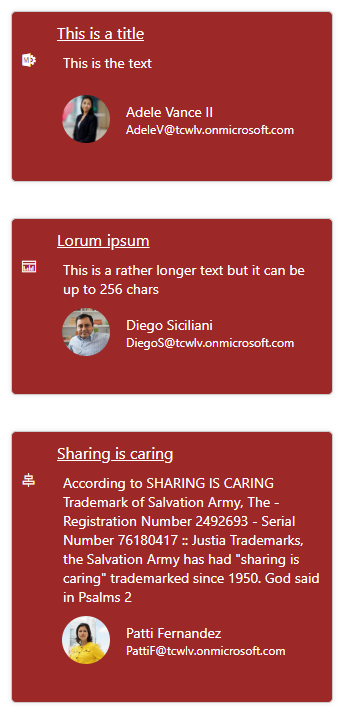 This is a title
This is the text
Adele Vance II
AdeleV@tcwlv.onmicrosoft.com
Lorum ipsum
This is a rather longer text but it can be
up to 256 chars
Diego Siciliani
DiegoS@tcwlv.onmicrosoft.com
Sharing is caring
According to SHARING IS CARING
Trademark of Salvation Army, The -
Registration Number 2492693 - Serial
Number 76180417 :: Justia Trademarks,
the Salvation Army has had "sharing is
caring" trademarked since 1950. God said
in Psalms 2
Patti Fernandez
PattiF@tcwlv.onmicrosoft.com